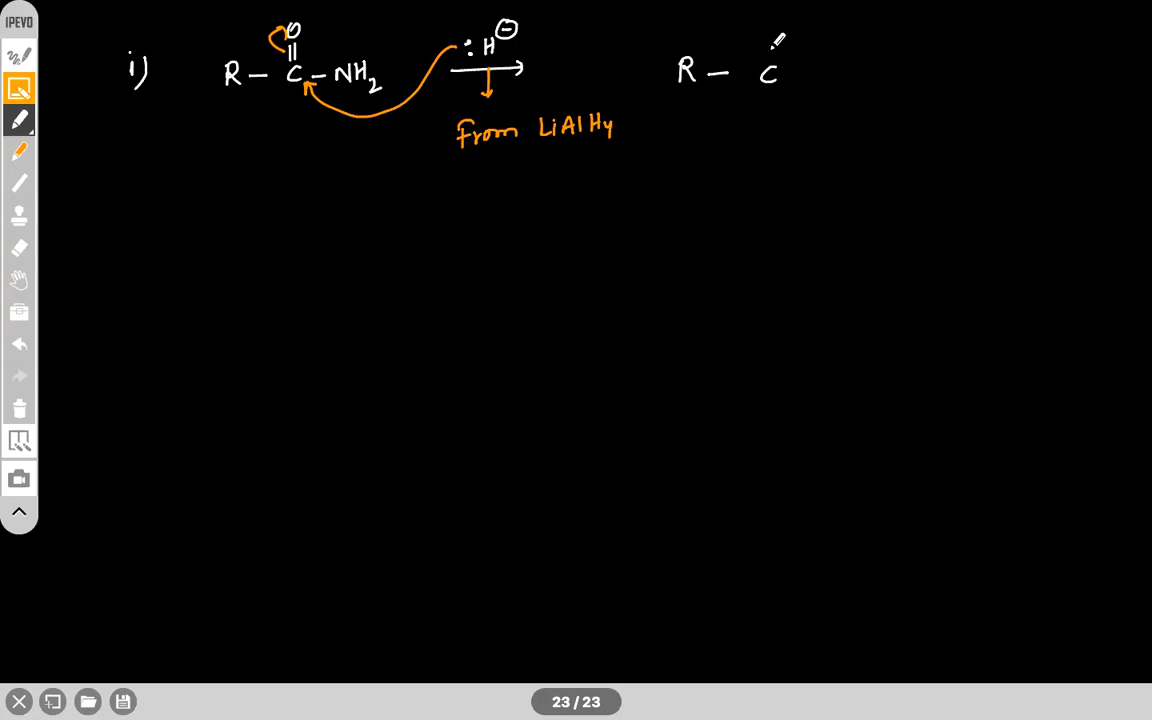 IPEVO
O
||
i) R — C — NH₂ : H ⊖ → R — C
From LiAlH₄
23 / 23